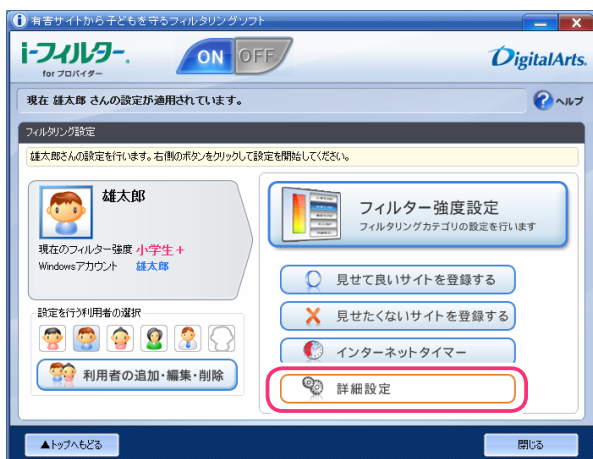 有害サイトから子どもを守るフィルタリングソフト
i-フィルター.
for プロバイダー
ON OFF
DigitalArts.
現在 雄太郎 さんの設定が適用されています。
ヘルプ
フィルタリング設定
雄太郎さんの設定を行います。右側のボタンをクリックして設定を開始してください。
雄太郎
現在のフィルター強度 小学生+
Windowsアカウント 雄太郎
設定を行う利用者の選択
利用者の追加・編集・削除
フィルター強度設定
フィルタリングカテゴリの設定を行います
見せて良いサイトを登録する
見せたくないサイトを登録する
インターネットタイマー
詳細設定
▲トップへもどる
閉じる